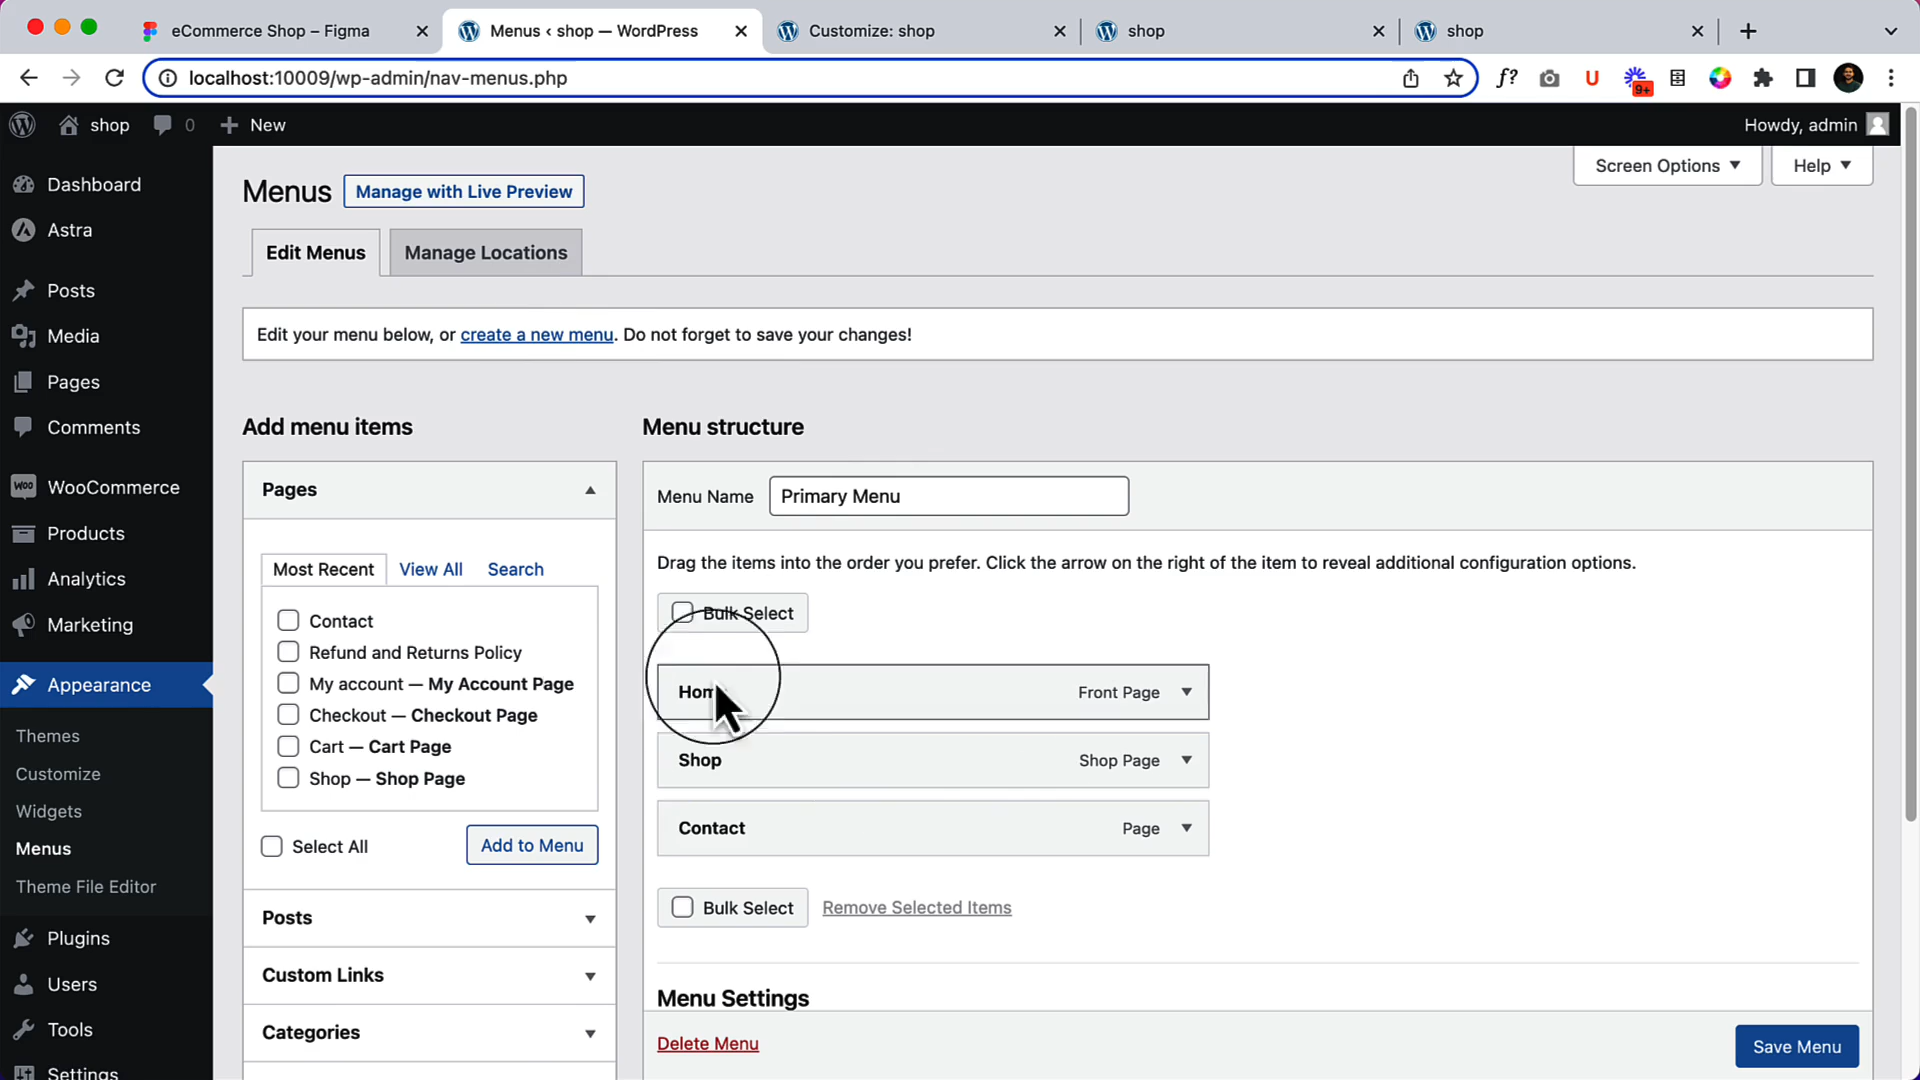 eCommerce Shop – Figma
Menus ‹ shop — WordPress
Customize: shop
shop
shop
localhost:10009/wp-admin/nav-menus.php
f?
U
9+
shop
0
New
Howdy, admin
Dashboard
Astra
Posts
Media
Pages
Comments
WOO
WooCommerce
Products
Analytics
Marketing
Appearance
Themes
Customize
Widgets
Menus
Theme File Editor
Plugins
Users
Tools
Settings
Screen Options
Help
Menus
Manage with Live Preview
Edit Menus
Manage Locations
Edit your menu below, or create a new menu. Do not forget to save your changes!
Add menu items
Pages
Most Recent
View All
Search
Contact
Refund and Returns Policy
My account — My Account Page
Checkout — Checkout Page
Cart — Cart Page
Shop — Shop Page
Select All
Add to Menu
Posts
Custom Links
Categories
Menu structure
Menu Name
Primary Menu
Drag the items into the order you prefer. Click the arrow on the right of the item to reveal additional configuration options.
Bulk Select
Home
Front Page
Shop
Shop Page
Contact
Page
Bulk Select
Remove Selected Items
Menu Settings
Delete Menu
Save Menu